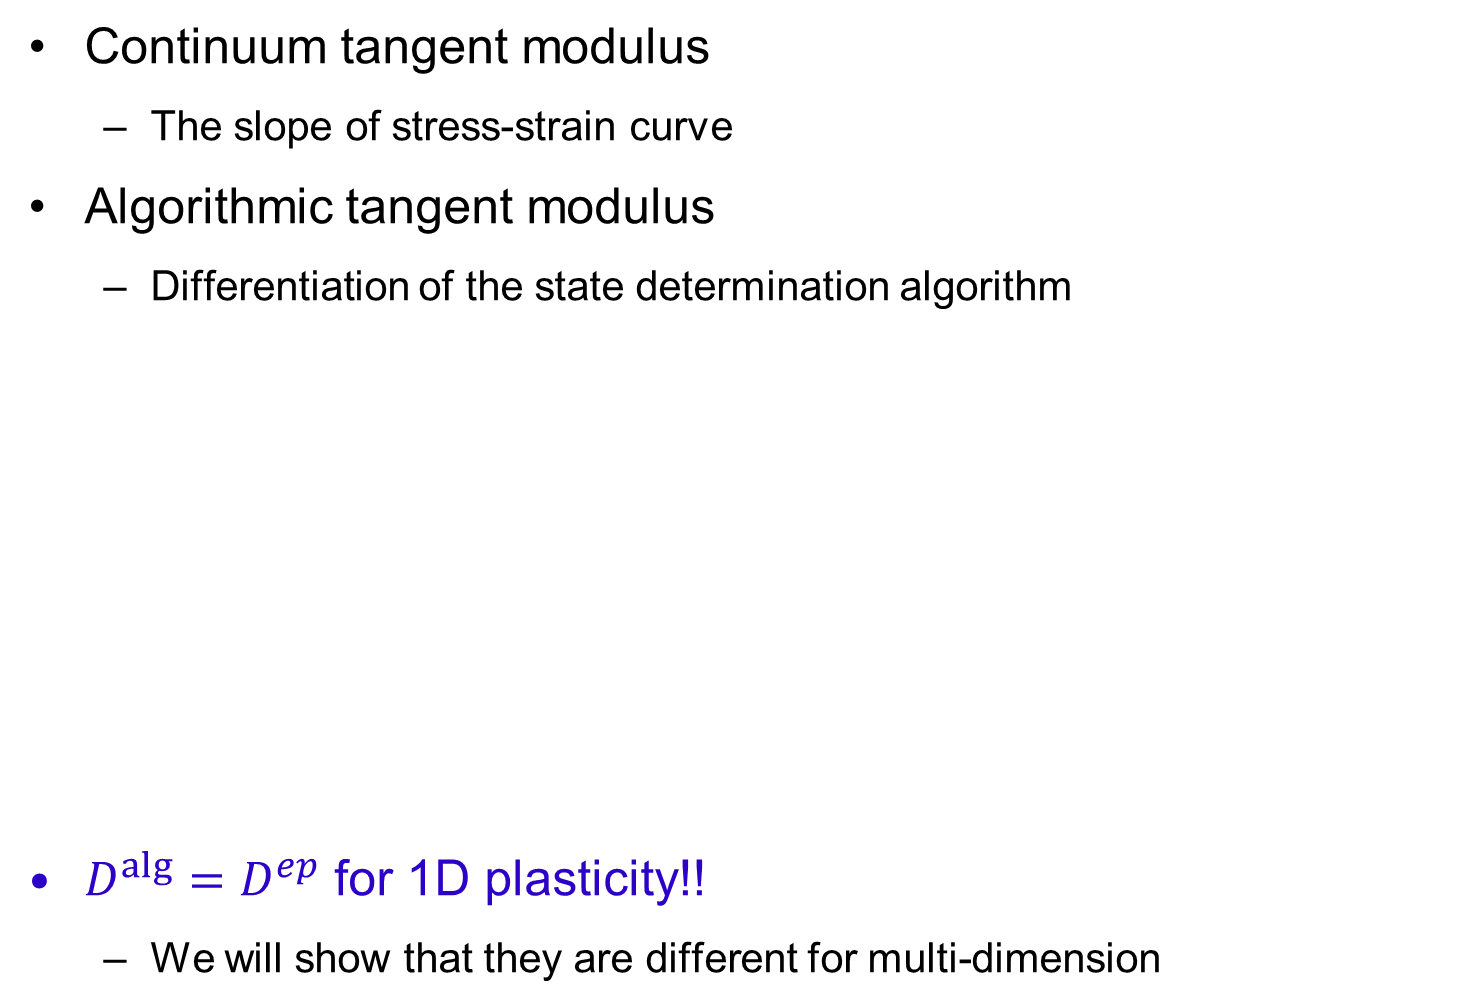 • Continuum tangent modulus
– The slope of stress-strain curve
• Algorithmic tangent modulus
– Differentiation of the state determination algorithm
• D^alg = D^ep for 1D plasticity!!
– We will show that they are different for multi-dimension